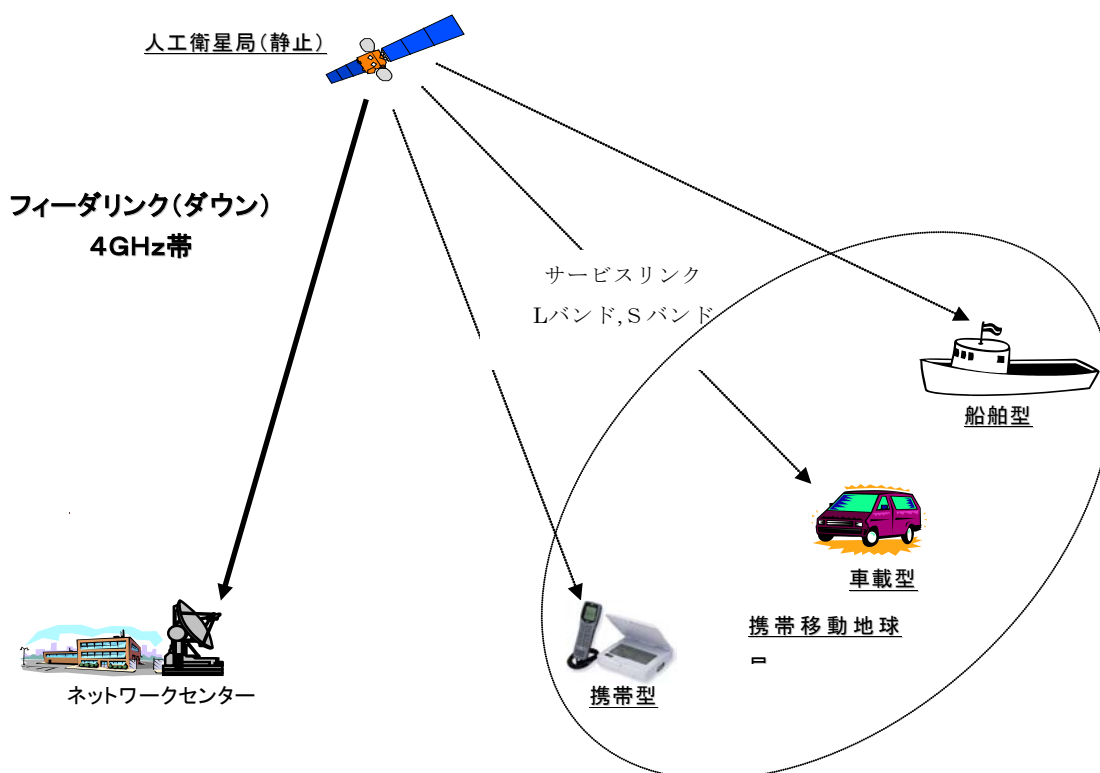 人工衛星局(静止)
フィーダリンク(ダウン)
4GHz帯
サービスリンク
Lバンド,Sバンド
船舶型
車載型
携帯移動地球
携帯型
ネットワークセンター